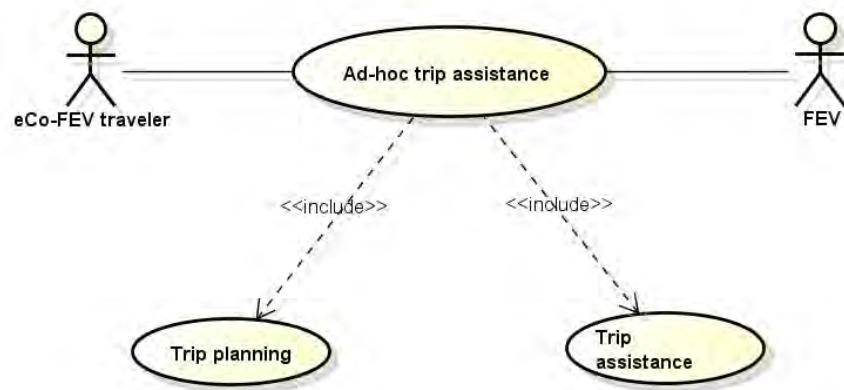 Ad-hoc trip assistance
eCo-FEV traveler
FEV
<<include>>
<<include>>
Trip planning
Trip
assistance